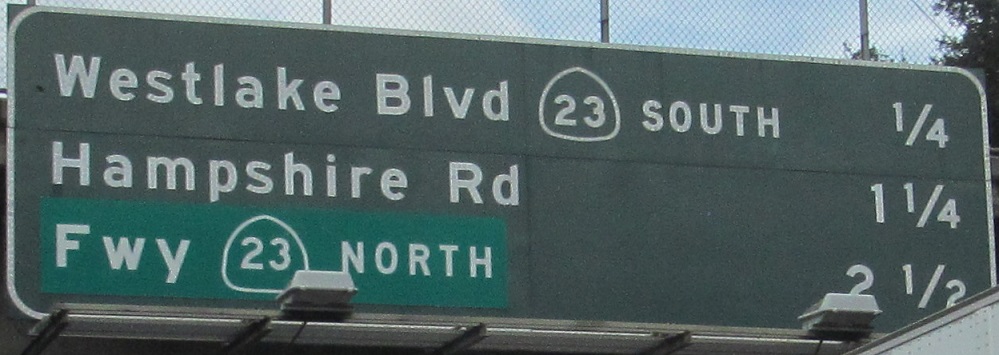 Westlake Blvd 23 SOUTH 1/4
Hampshire Rd 1 1/4
Fwy 23 NORTH 2 1/2